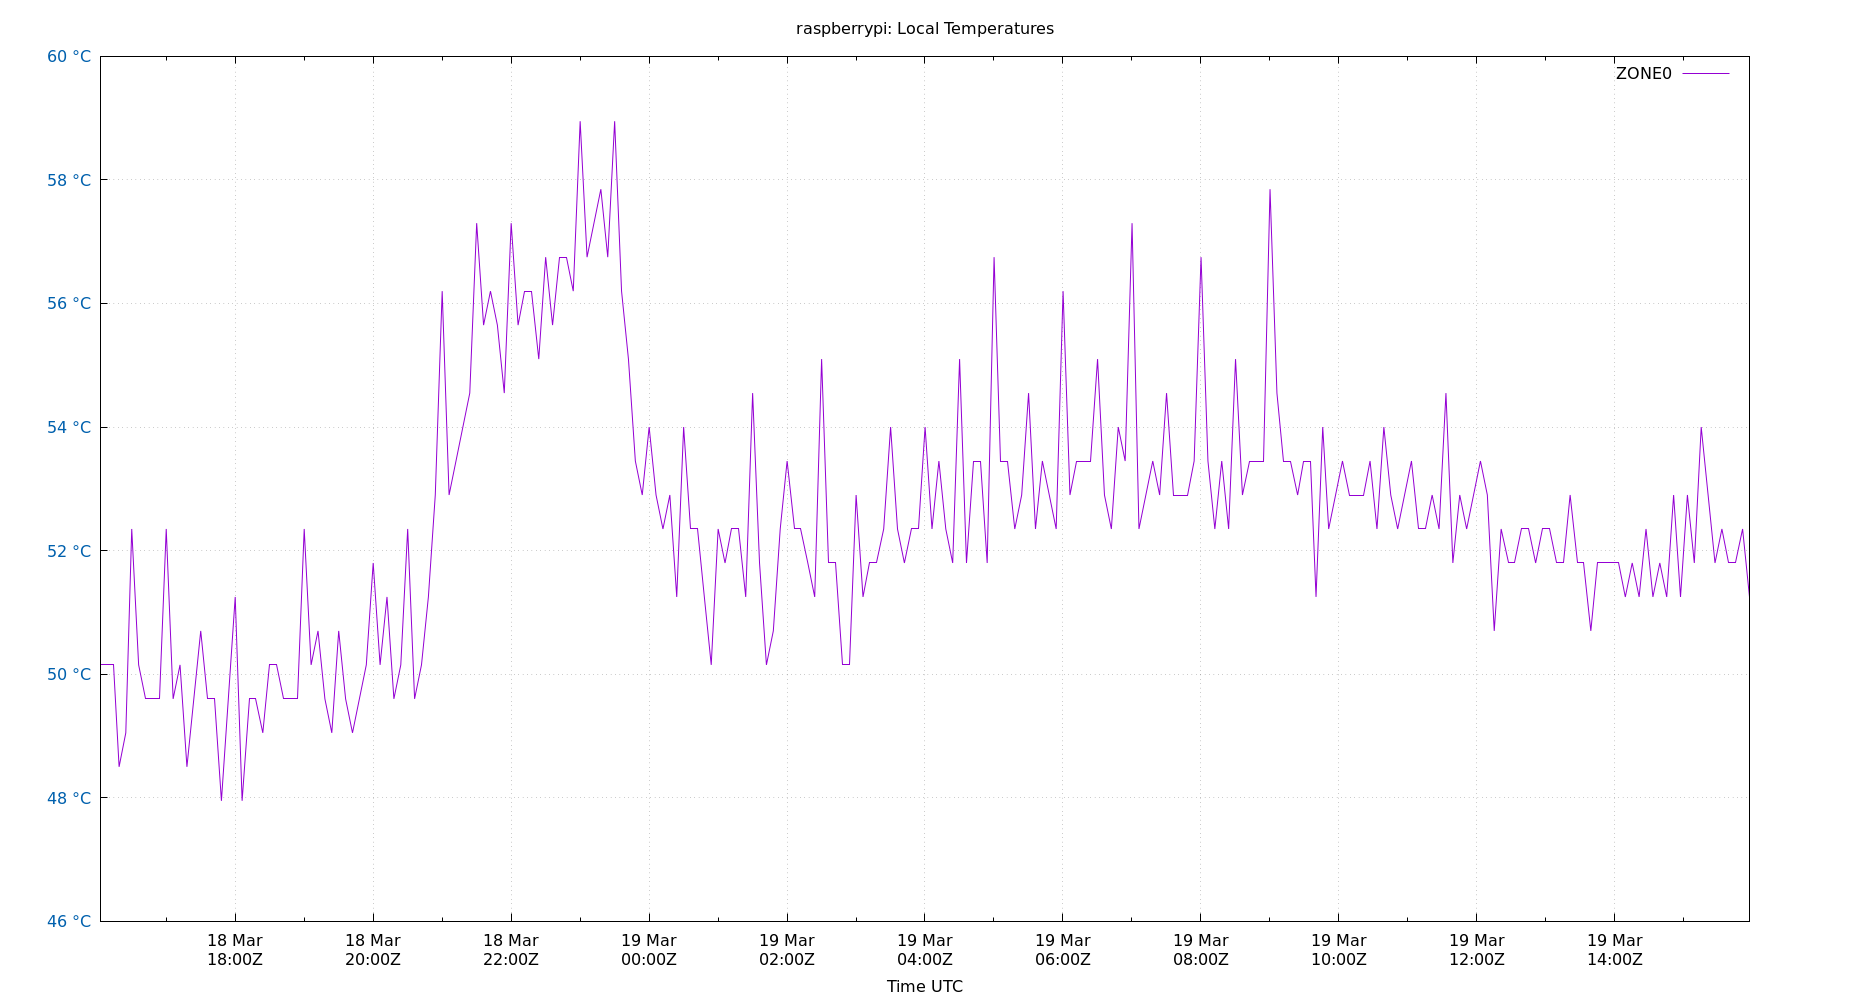 raspberrypi: Local Temperatures
60 °C
ZONE0
58 °C
56 °C
54 °C
52 °C
50 °C
48 °C
46 °C
18 Mar 18 Mar 18 Mar 19 Mar 19 Mar 19 Mar 19 Mar 19 Mar 19 Mar 19 Mar 19 Mar
18:00Z 20:00Z 22:00Z 00:00Z 02:00Z 04:00Z 06:00Z 08:00Z 10:00Z 12:00Z 14:00Z
Time UTC